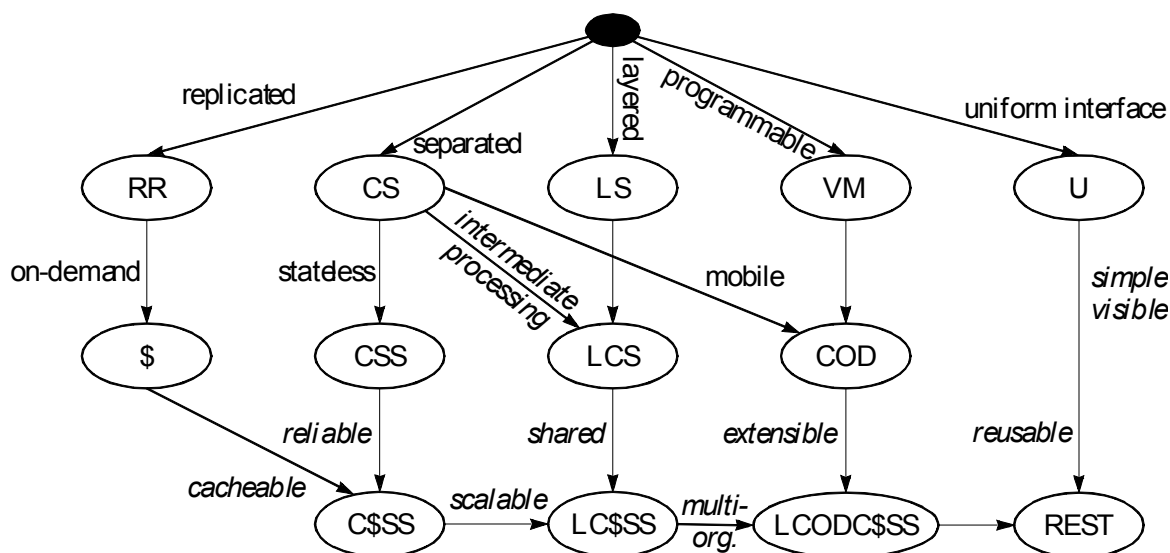 replicated
separated
layered
programmable
uniform interface
RR
CS
LS
VM
U
on-demand
stateless
intermediate
processing
mobile
simple
visible
$
CSS
LCS
COD
cacheable
reliable
shared
extensible
reusable
C$SS
scalable
LC$SS
multi-
org.
LCODC$SS
REST